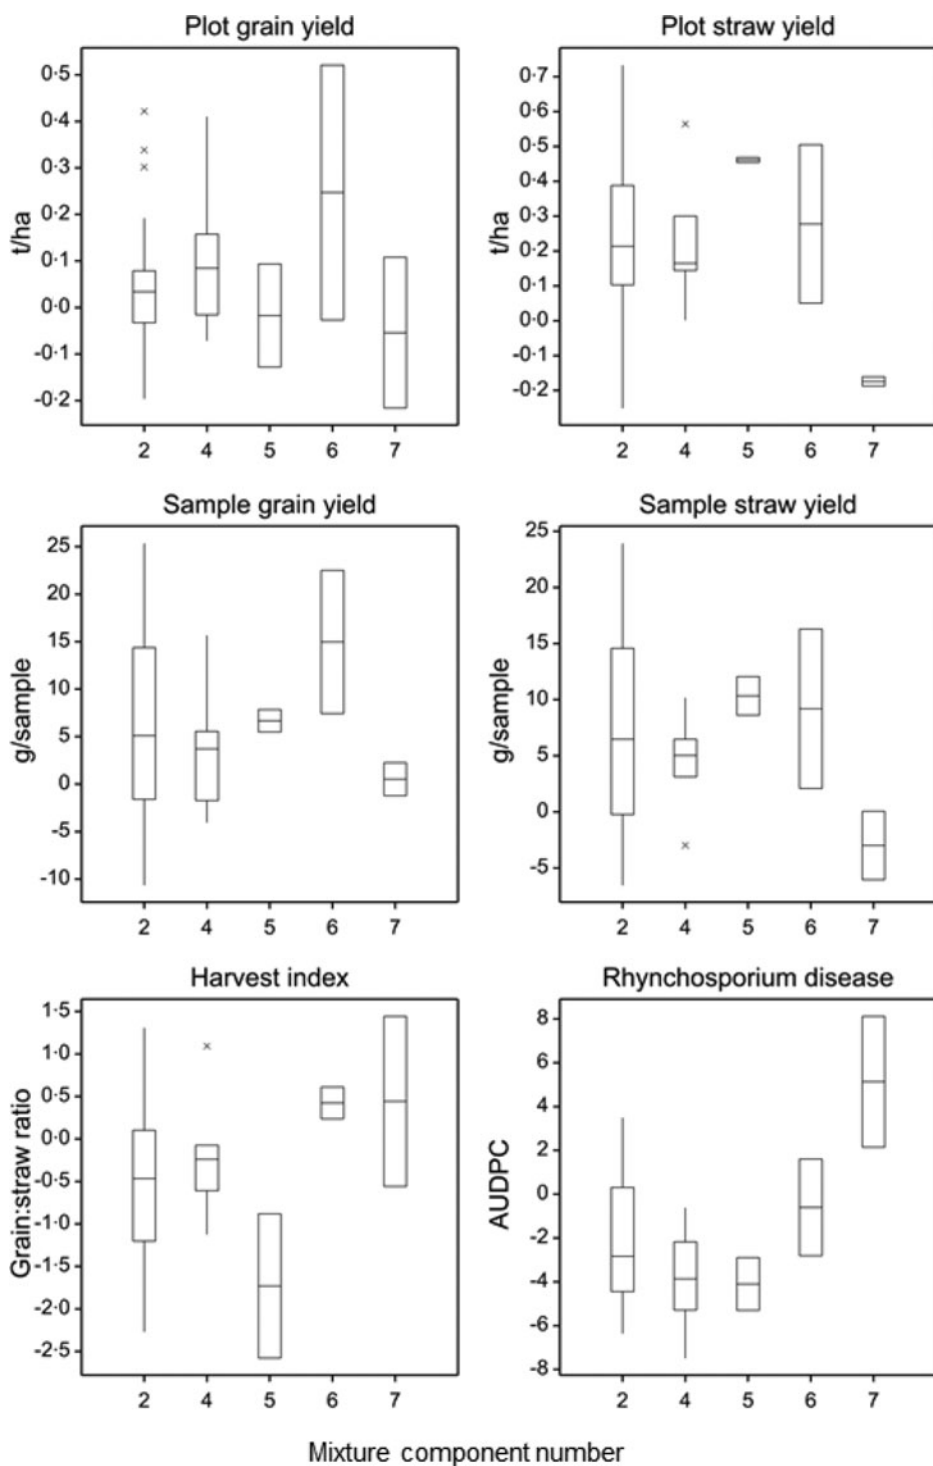 Plot grain yield
t/ha
0·5
0·4
0·3
0·2
0·1
0·0
-0·1
-0·2
2 4 5 6 7
Plot straw yield
t/ha
0·7
0·6
0·5
0·4
0·3
0·2
0·1
0·0
-0·1
-0·2
2 4 5 6 7
Sample grain yield
g/sample
25
20
15
10
5
0
-5
-10
2 4 5 6 7
Sample straw yield
g/sample
25
20
15
10
5
0
-5
2 4 5 6 7
Harvest index
Grain:straw ratio
1·5
1·0
0·5
0·0
-0·5
-1·0
-1·5
-2·0
-2·5
2 4 5 6 7
Rhynchosporium disease
AUDPC
8
6
4
2
0
-2
-4
-6
-8
2 4 5 6 7
Mixture component number